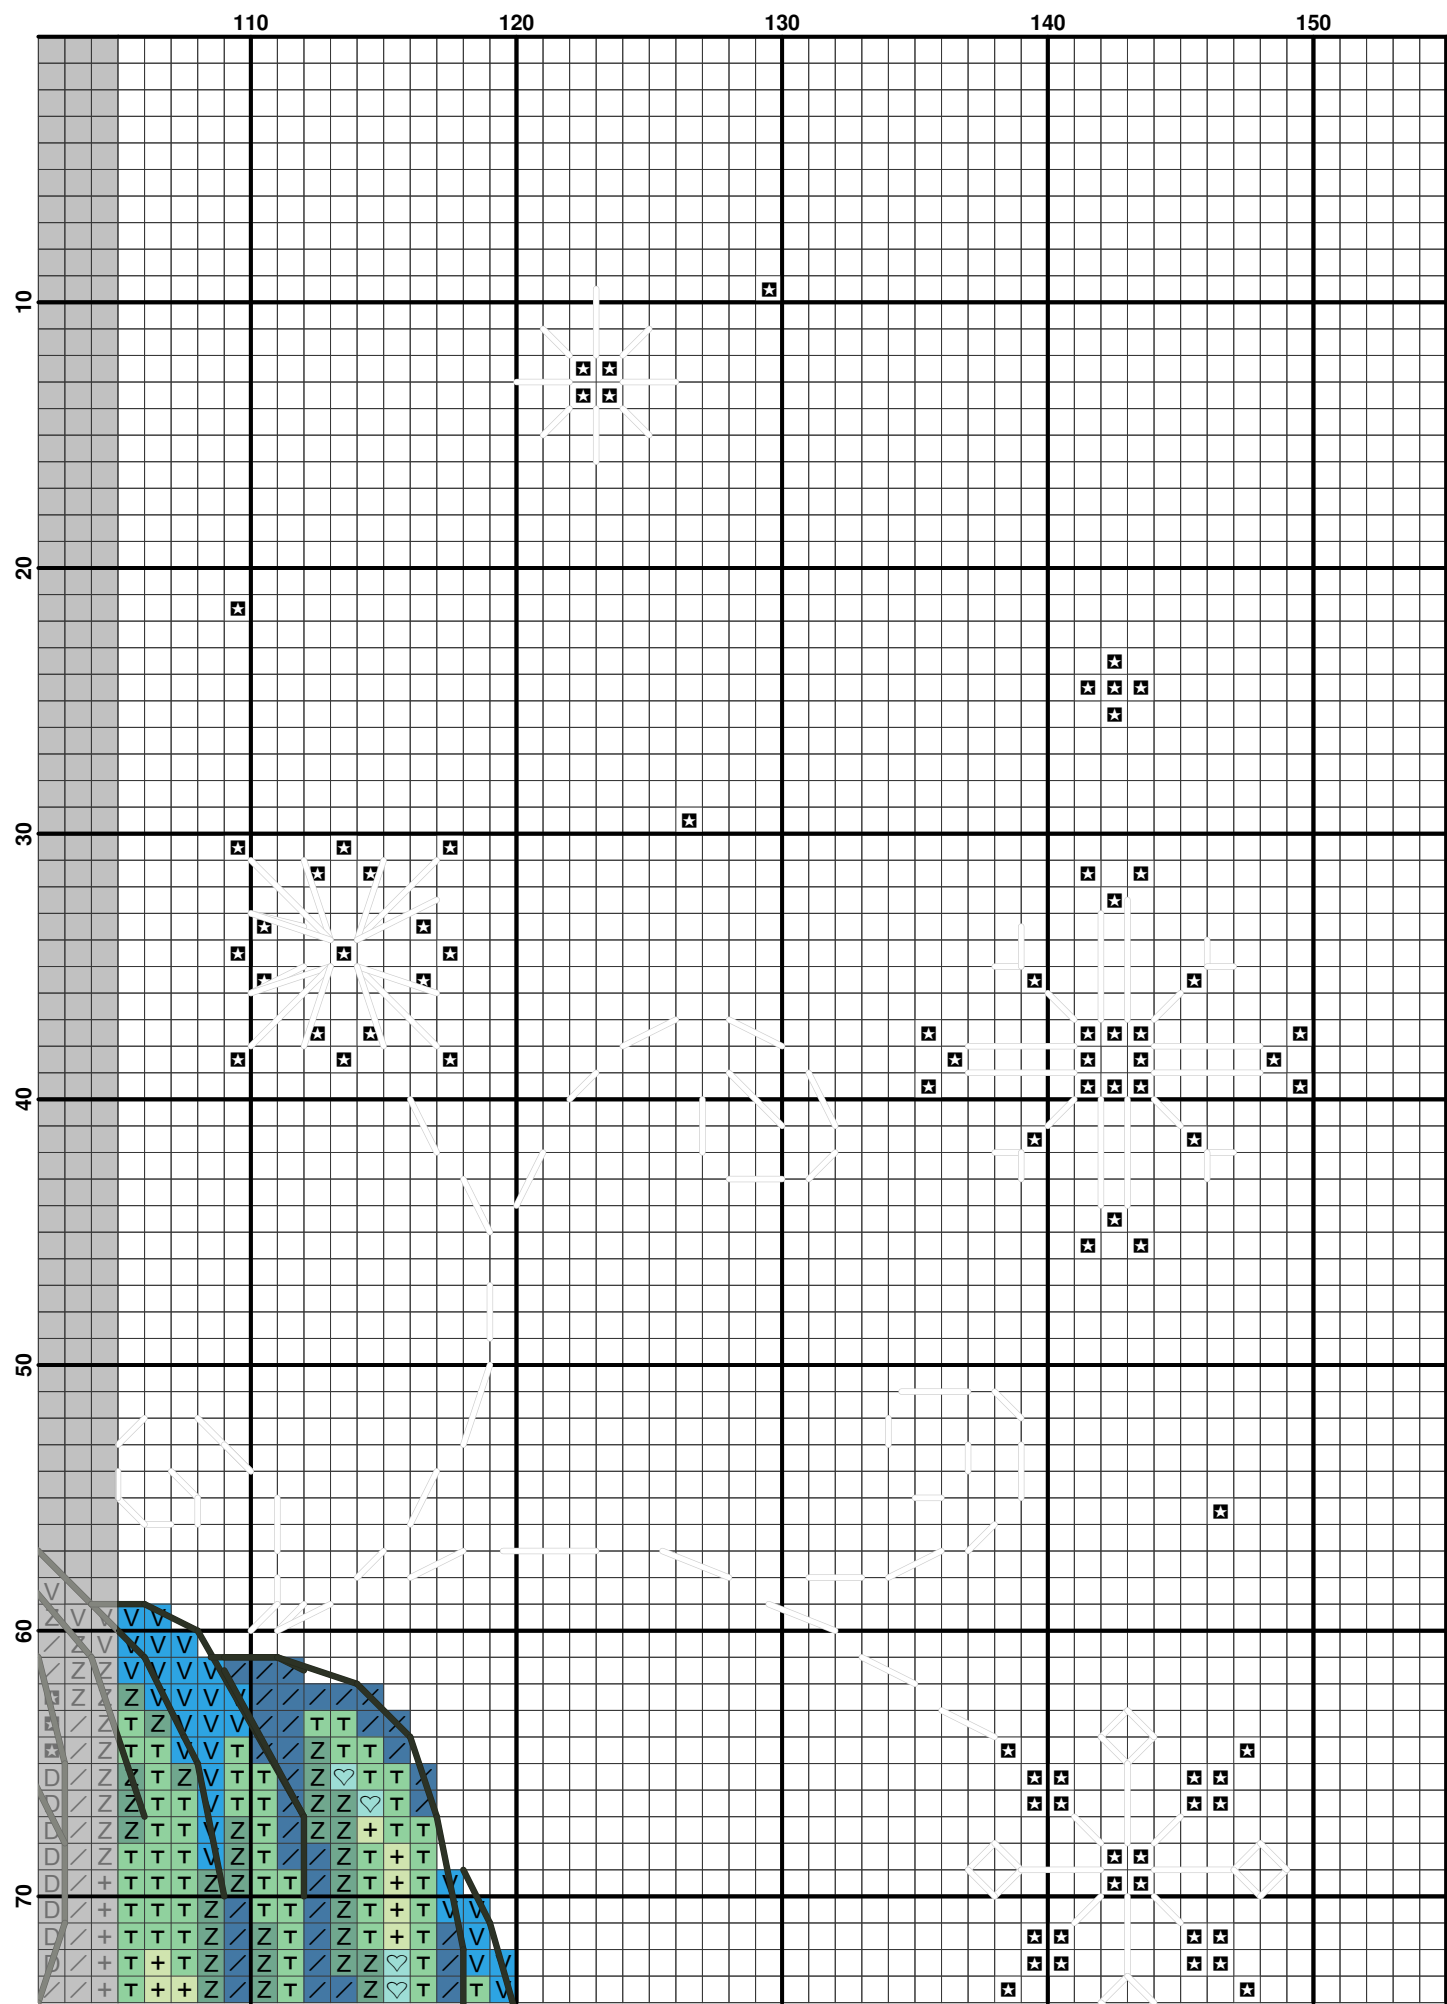 110 120 130 140 150
10
20
30
40
50
60
70
V
Z V V V V
/ Z V V V V
/ Z Z V V V V / / /
★ Z Z Z V V V V / / / / /
★ / Z T Z V V V / / T T / /
★ / Z T T V V T / / Z T T /
D / Z Z T Z V T T / Z ♡ T T /
D / Z Z T T V T T / Z Z ♡ T /
D / Z Z T T V Z T / Z Z + T T
D / Z T T T V Z T / / Z T + T
D / + T T T Z Z T T / Z T + T V
D / + T T T Z / T T / Z T + T V V
D / + T T T Z / Z T / Z T + T / V
D / + T + T Z / Z T / Z Z ♡ T / V V
/ / + T + + Z / Z T / / Z ♡ T / T V